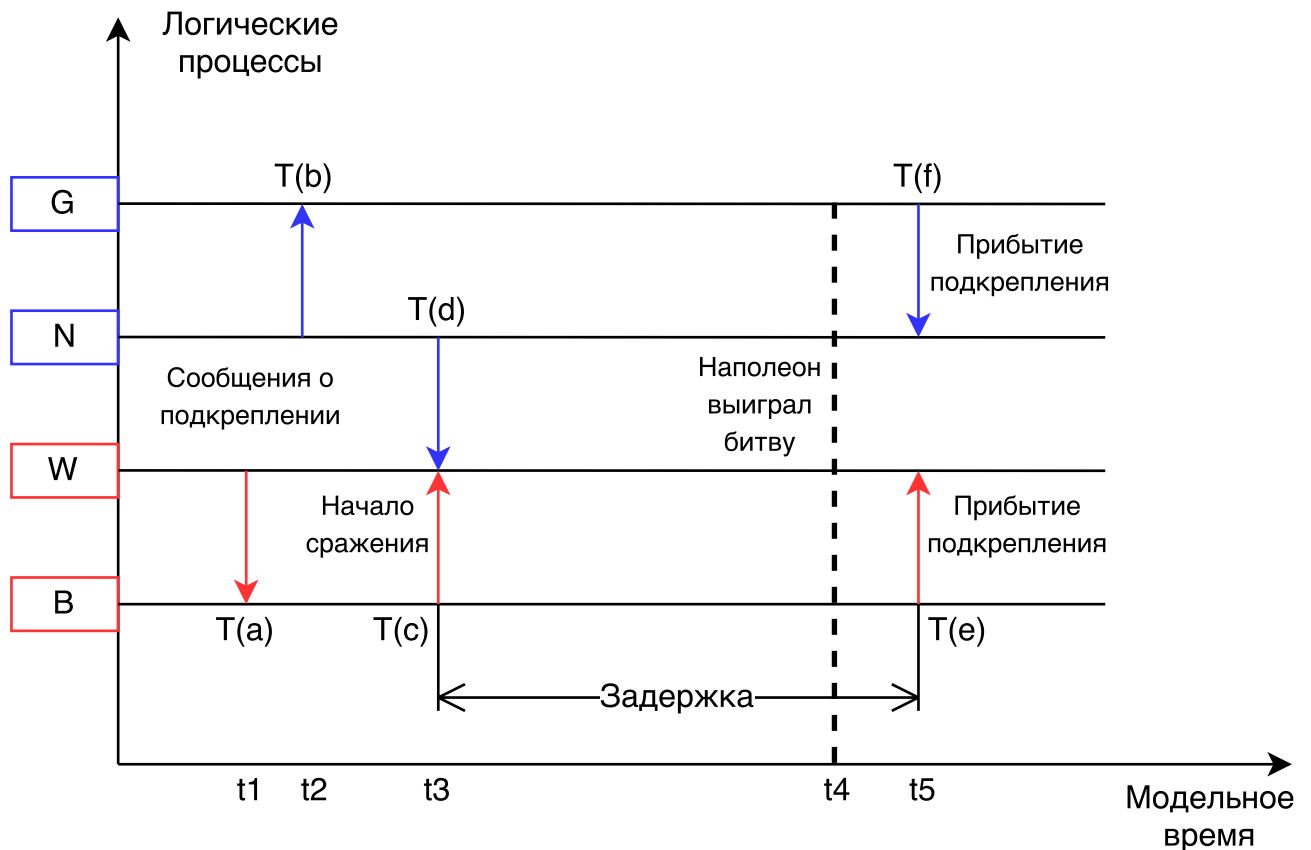 Логические
процессы
T(b)
T(f)
G
Прибытие
подкрепления
T(d)
N
Сообщения о
подкреплении
Наполеон
выиграл
битву
W
Начало
сражения
Прибытие
подкрепления
B
T(a)
T(c)
T(e)
Задержка
t1
t2
t3
t4
t5
Модельное
время